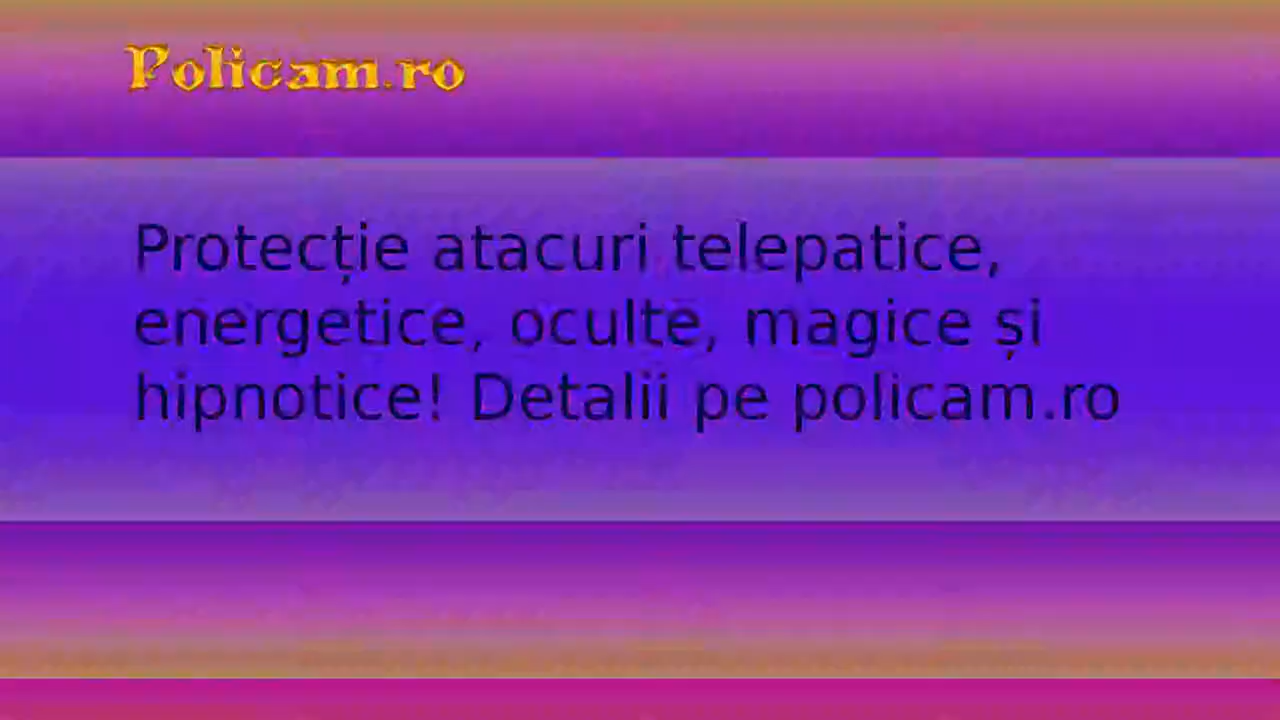 Policam.ro
Protecție atacuri telepatice,
energetice, oculte, magice și
hipnotice! Detalii pe policam.ro